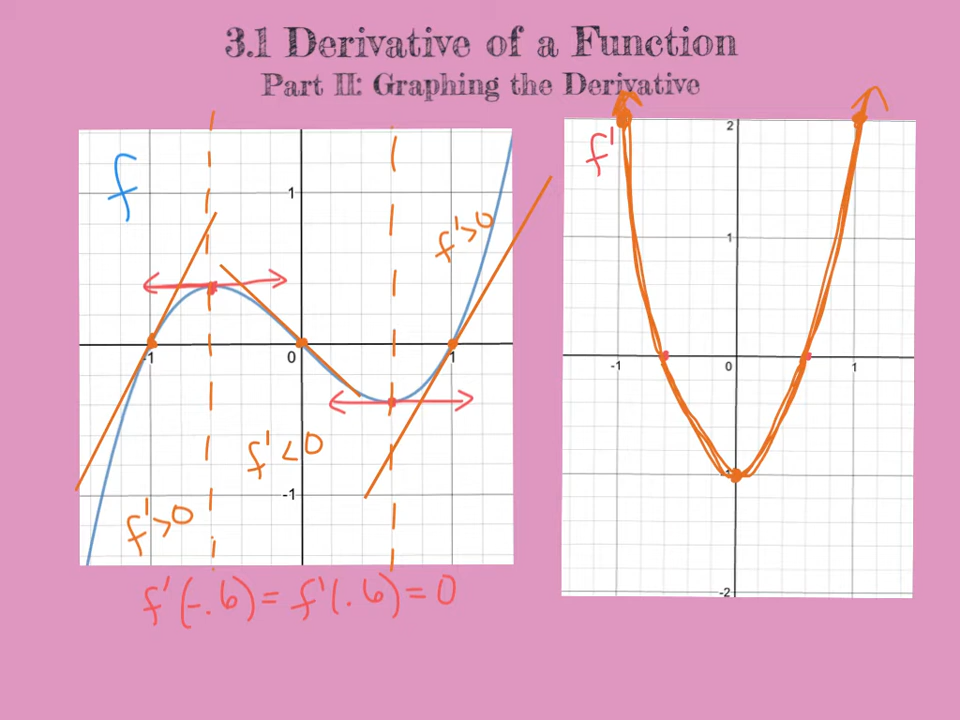 3.1 Derivative of a Function
Part II: Graphing the Derivative
f
1
-1
0
1
-1
f'>0
f'<0
f'>0
f'(-.6) = f'(.6) = 0
f'
2
1
-1
0
1
-1
-2